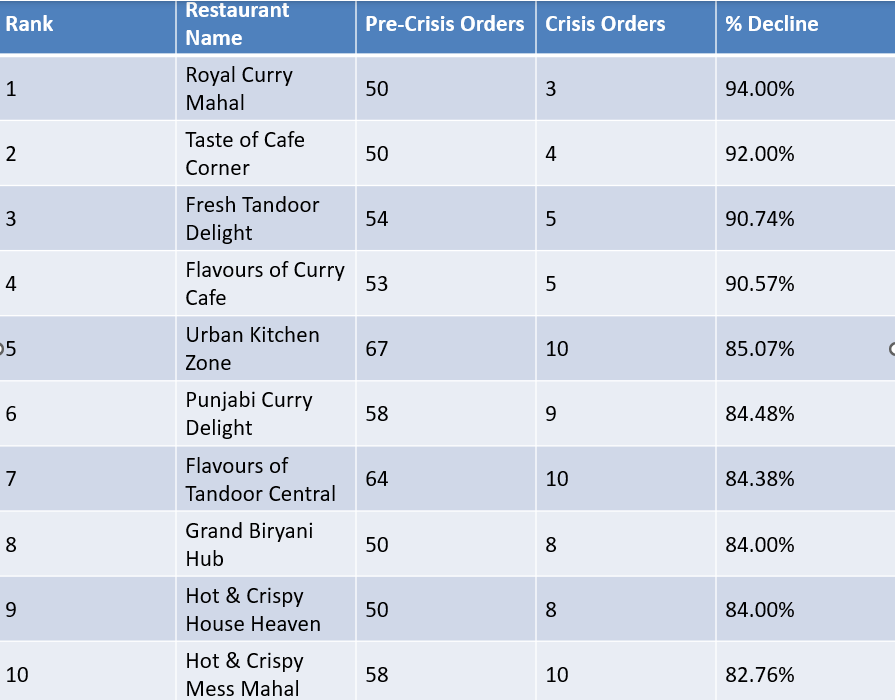 Rank Restaurant Name Pre-Crisis Orders Crisis Orders % Decline
1 Royal Curry Mahal 50 3 94.00%
2 Taste of Cafe Corner 50 4 92.00%
3 Fresh Tandoor Delight 54 5 90.74%
4 Flavours of Curry Cafe 53 5 90.57%
5 Urban Kitchen Zone 67 10 85.07%
6 Punjabi Curry Delight 58 9 84.48%
7 Flavours of Tandoor Central 64 10 84.38%
8 Grand Biryani Hub 50 8 84.00%
9 Hot & Crispy House Heaven 50 8 84.00%
10 Hot & Crispy Mess Mahal 58 10 82.76%